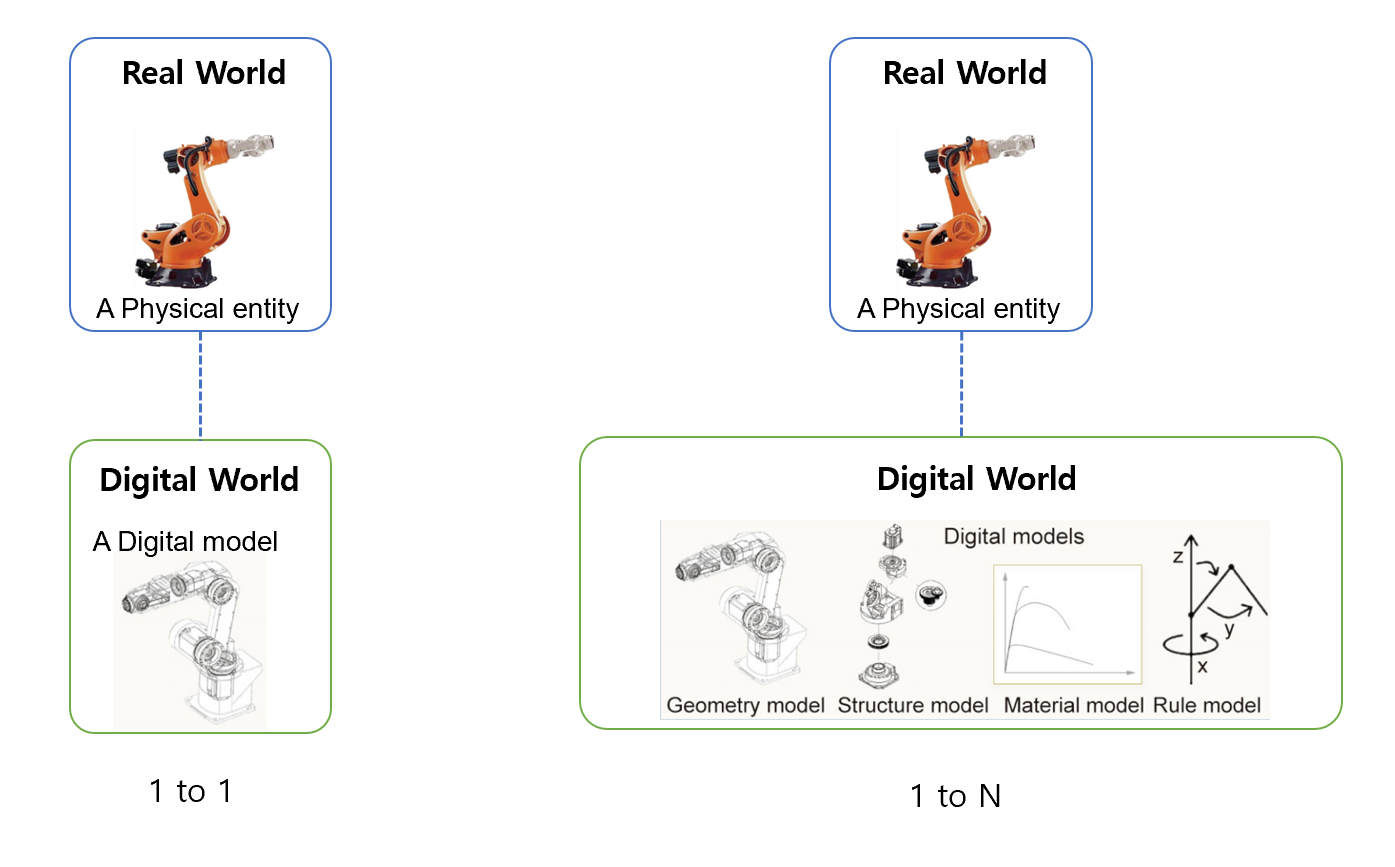 Real World
A Physical entity
Digital World
A Digital model
1 to 1
Real World
A Physical entity
Digital World
Digital models
z
y
x
Geometry model
Structure model
Material model
Rule model
1 to N